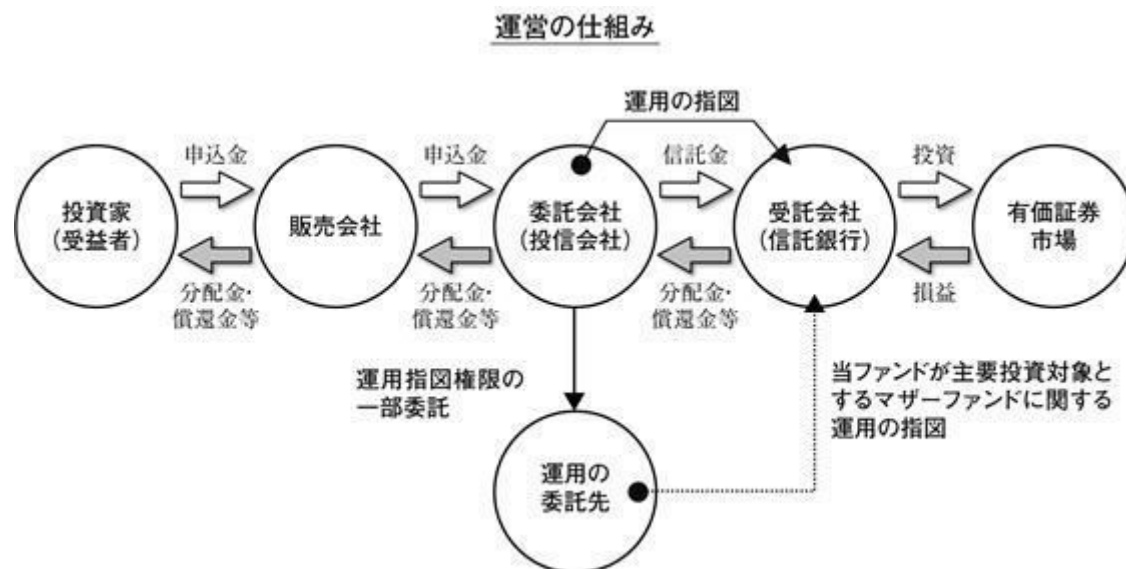 運営の仕組み
運用の指図
申込金
申込金
信託金
投資
投資家
(受益者)
販売会社
委託会社
(投信会社)
受託会社
(信託銀行)
有価証券
市場
分配金・
償還金等
分配金・
償還金等
分配金・
償還金等
損益
運用指図権限の
一部委託
当ファンドが主要投資対象と
するマザーファンドに関する
運用の指図
運用の
委託先